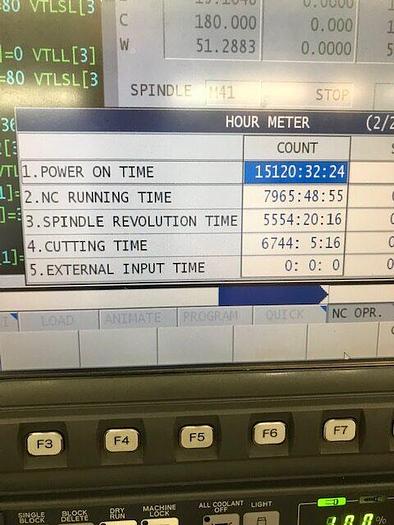 C 180.000 0.000
W 51.2883 0.0000
=0 VTLL[3]
=80 VTLSL[3
SPINDLE M41 STOP
HOUR METER (2/2
COUNT
1.POWER ON TIME 15120:32:24
2.NC RUNNING TIME 7965:48:55
3.SPINDLE REVOLUTION TIME 5554:20:16
4.CUTTING TIME 6744: 5:16
5.EXTERNAL INPUT TIME 0: 0: 0
LOAD ANIMATE PROGRAM QUICK NC OPR.
F3 F4 F5 F6 F7
SINGLE BLOCK
BLOCK DELETE
DRY RUN
MACHINE LOCK
ALL COOLANT OFF
LIGHT
100